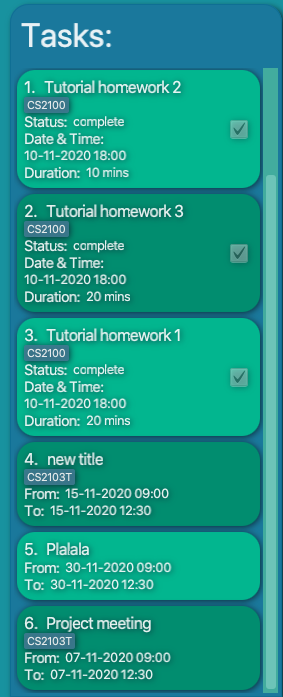 Tasks:
1. Tutorial homework 2
CS2100
Status: complete
Date & Time:
10-11-2020 18:00
Duration: 10 mins
2. Tutorial homework 3
CS2100
Status: complete
Date & Time:
10-11-2020 18:00
Duration: 20 mins
3. Tutorial homework 1
CS2100
Status: complete
Date & Time:
10-11-2020 18:00
Duration: 20 mins
4. new title
CS2103T
From: 15-11-2020 09:00
To: 15-11-2020 12:30
5. Plalala
From: 30-11-2020 09:00
To: 30-11-2020 12:30
6. Project meeting
CS2103T
From: 07-11-2020 09:00
To: 07-11-2020 12:30